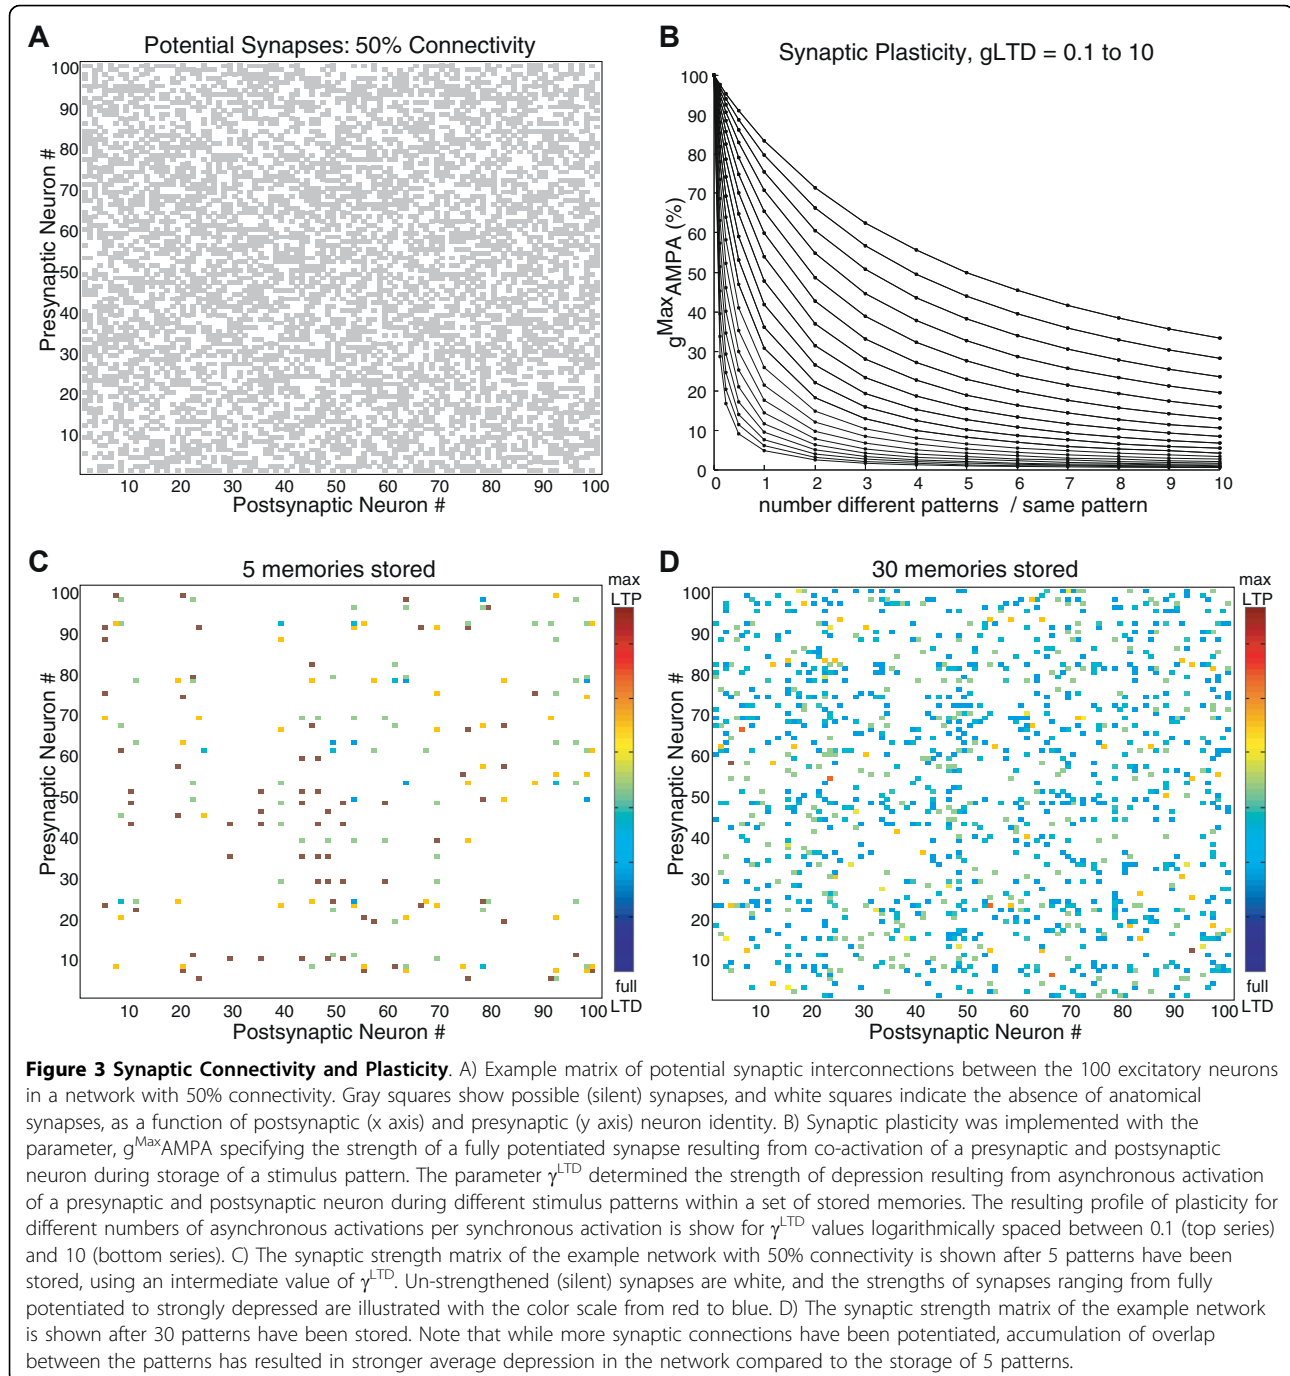 A
Potential Synapses: 50% Connectivity
100
90
80
70
60
50
40
30
20
10
Presynaptic Neuron #
10 20 30 40 50 60 70 80 90 100
Postsynaptic Neuron #
B
Synaptic Plasticity, gLTD = 0.1 to 10
100
90
80
70
60
50
40
30
20
10
0
gMaxAMPA (%)
0 1 2 3 4 5 6 7 8 9 10
number different patterns / same pattern
C
5 memories stored
100
90
80
70
60
50
40
30
20
10
Presynaptic Neuron #
10 20 30 40 50 60 70 80 90 100
Postsynaptic Neuron #
max
LTP
full
LTD
D
30 memories stored
100
90
80
70
60
50
40
30
20
10
Presynaptic Neuron #
10 20 30 40 50 60 70 80 90 100
Postsynaptic Neuron #
max
LTP
full
LTD
Figure 3 Synaptic Connectivity and Plasticity. A) Example matrix of potential synaptic interconnections between the 100 excitatory neurons
in a network with 50% connectivity. Gray squares show possible (silent) synapses, and white squares indicate the absence of anatomical
synapses, as a function of postsynaptic (x axis) and presynaptic (y axis) neuron identity. B) Synaptic plasticity was implemented with the
parameter, gMaxAMPA specifying the strength of a fully potentiated synapse resulting from co-activation of a presynaptic and postsynaptic
neuron during storage of a stimulus pattern. The parameter γLTD determined the strength of depression resulting from asynchronous activation
of a presynaptic and postsynaptic neuron during different stimulus patterns within a set of stored memories. The resulting profile of plasticity for
different numbers of asynchronous activations per synchronous activation is show for γLTD values logarithmically spaced between 0.1 (top series)
and 10 (bottom series). C) The synaptic strength matrix of the example network with 50% connectivity is shown after 5 patterns have been
stored, using an intermediate value of γLTD. Un-strengthened (silent) synapses are white, and the strengths of synapses ranging from fully
potentiated to strongly depressed are illustrated with the color scale from red to blue. D) The synaptic strength matrix of the example network
is shown after 30 patterns have been stored. Note that while more synaptic connections have been potentiated, accumulation of overlap
between the patterns has resulted in stronger average depression in the network compared to the storage of 5 patterns.